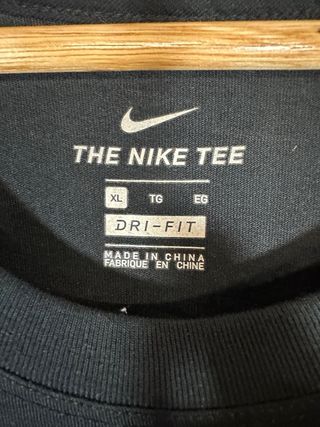 THE NIKE TEE
XL TG EG
DRI-FIT
MADE IN CHINA
FABRIQUE EN CHINE